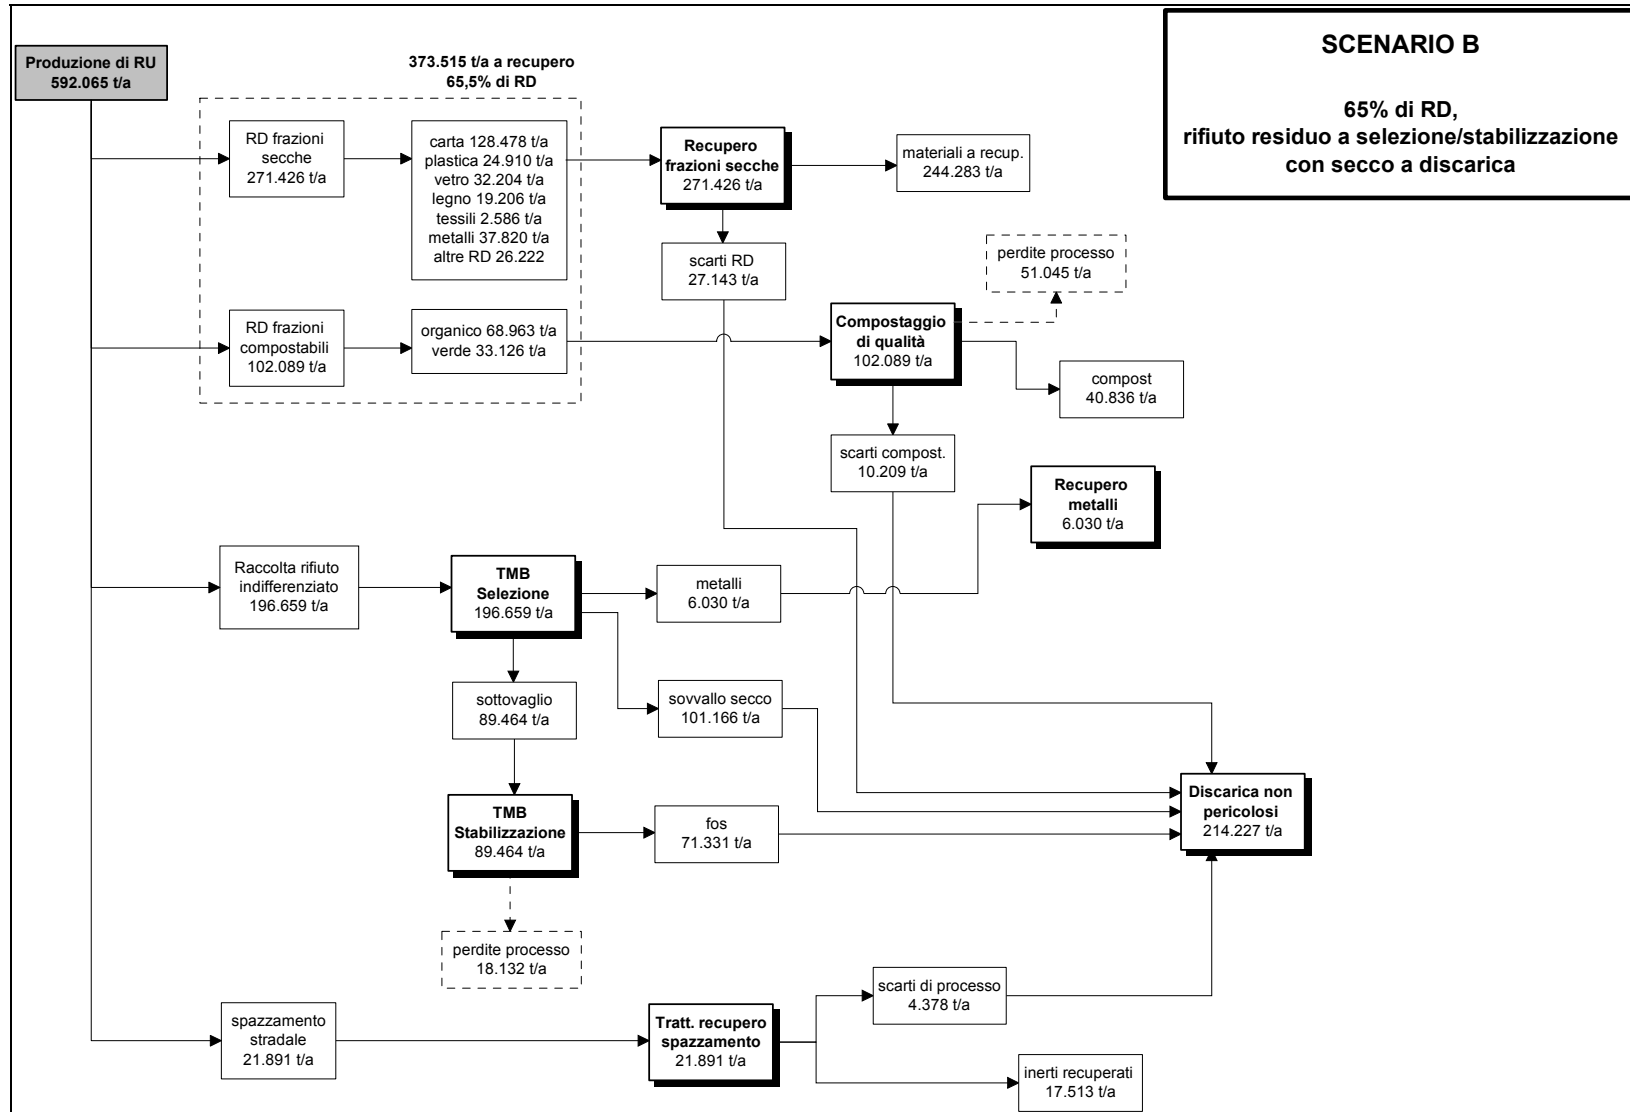 SCENARIO B
65% di RD,
rifiuto residuo a selezione/stabilizzazione
con secco a discarica
Produzione di RU
592.065 t/a
373.515 t/a a recupero
65,5% di RD
RD frazioni
secche
271.426 t/a
carta 128.478 t/a
plastica 24.910 t/a
vetro 32.204 t/a
legno 19.206 t/a
tessili 2.586 t/a
metalli 37.820 t/a
altre RD 26.222
Recupero
frazioni secche
271.426 t/a
materiali a recup.
244.283 t/a
scarti RD
27.143 t/a
perdite processo
51.045 t/a
RD frazioni
compostabili
102.089 t/a
organico 68.963 t/a
verde 33.126 t/a
Compostaggio
di qualità
102.089 t/a
compost
40.836 t/a
scarti compost.
10.209 t/a
Recupero
metalli
6.030 t/a
Raccolta rifiuto
indifferenziato
196.659 t/a
TMB
Selezione
196.659 t/a
metalli
6.030 t/a
sottovaglio
89.464 t/a
sovvallo secco
101.166 t/a
TMB
Stabilizzazione
89.464 t/a
fos
71.331 t/a
Discarica non
pericolosi
214.227 t/a
perdite processo
18.132 t/a
spazzamento
stradale
21.891 t/a
Tratt. recupero
spazzamento
21.891 t/a
scarti di processo
4.378 t/a
inerti recuperati
17.513 t/a